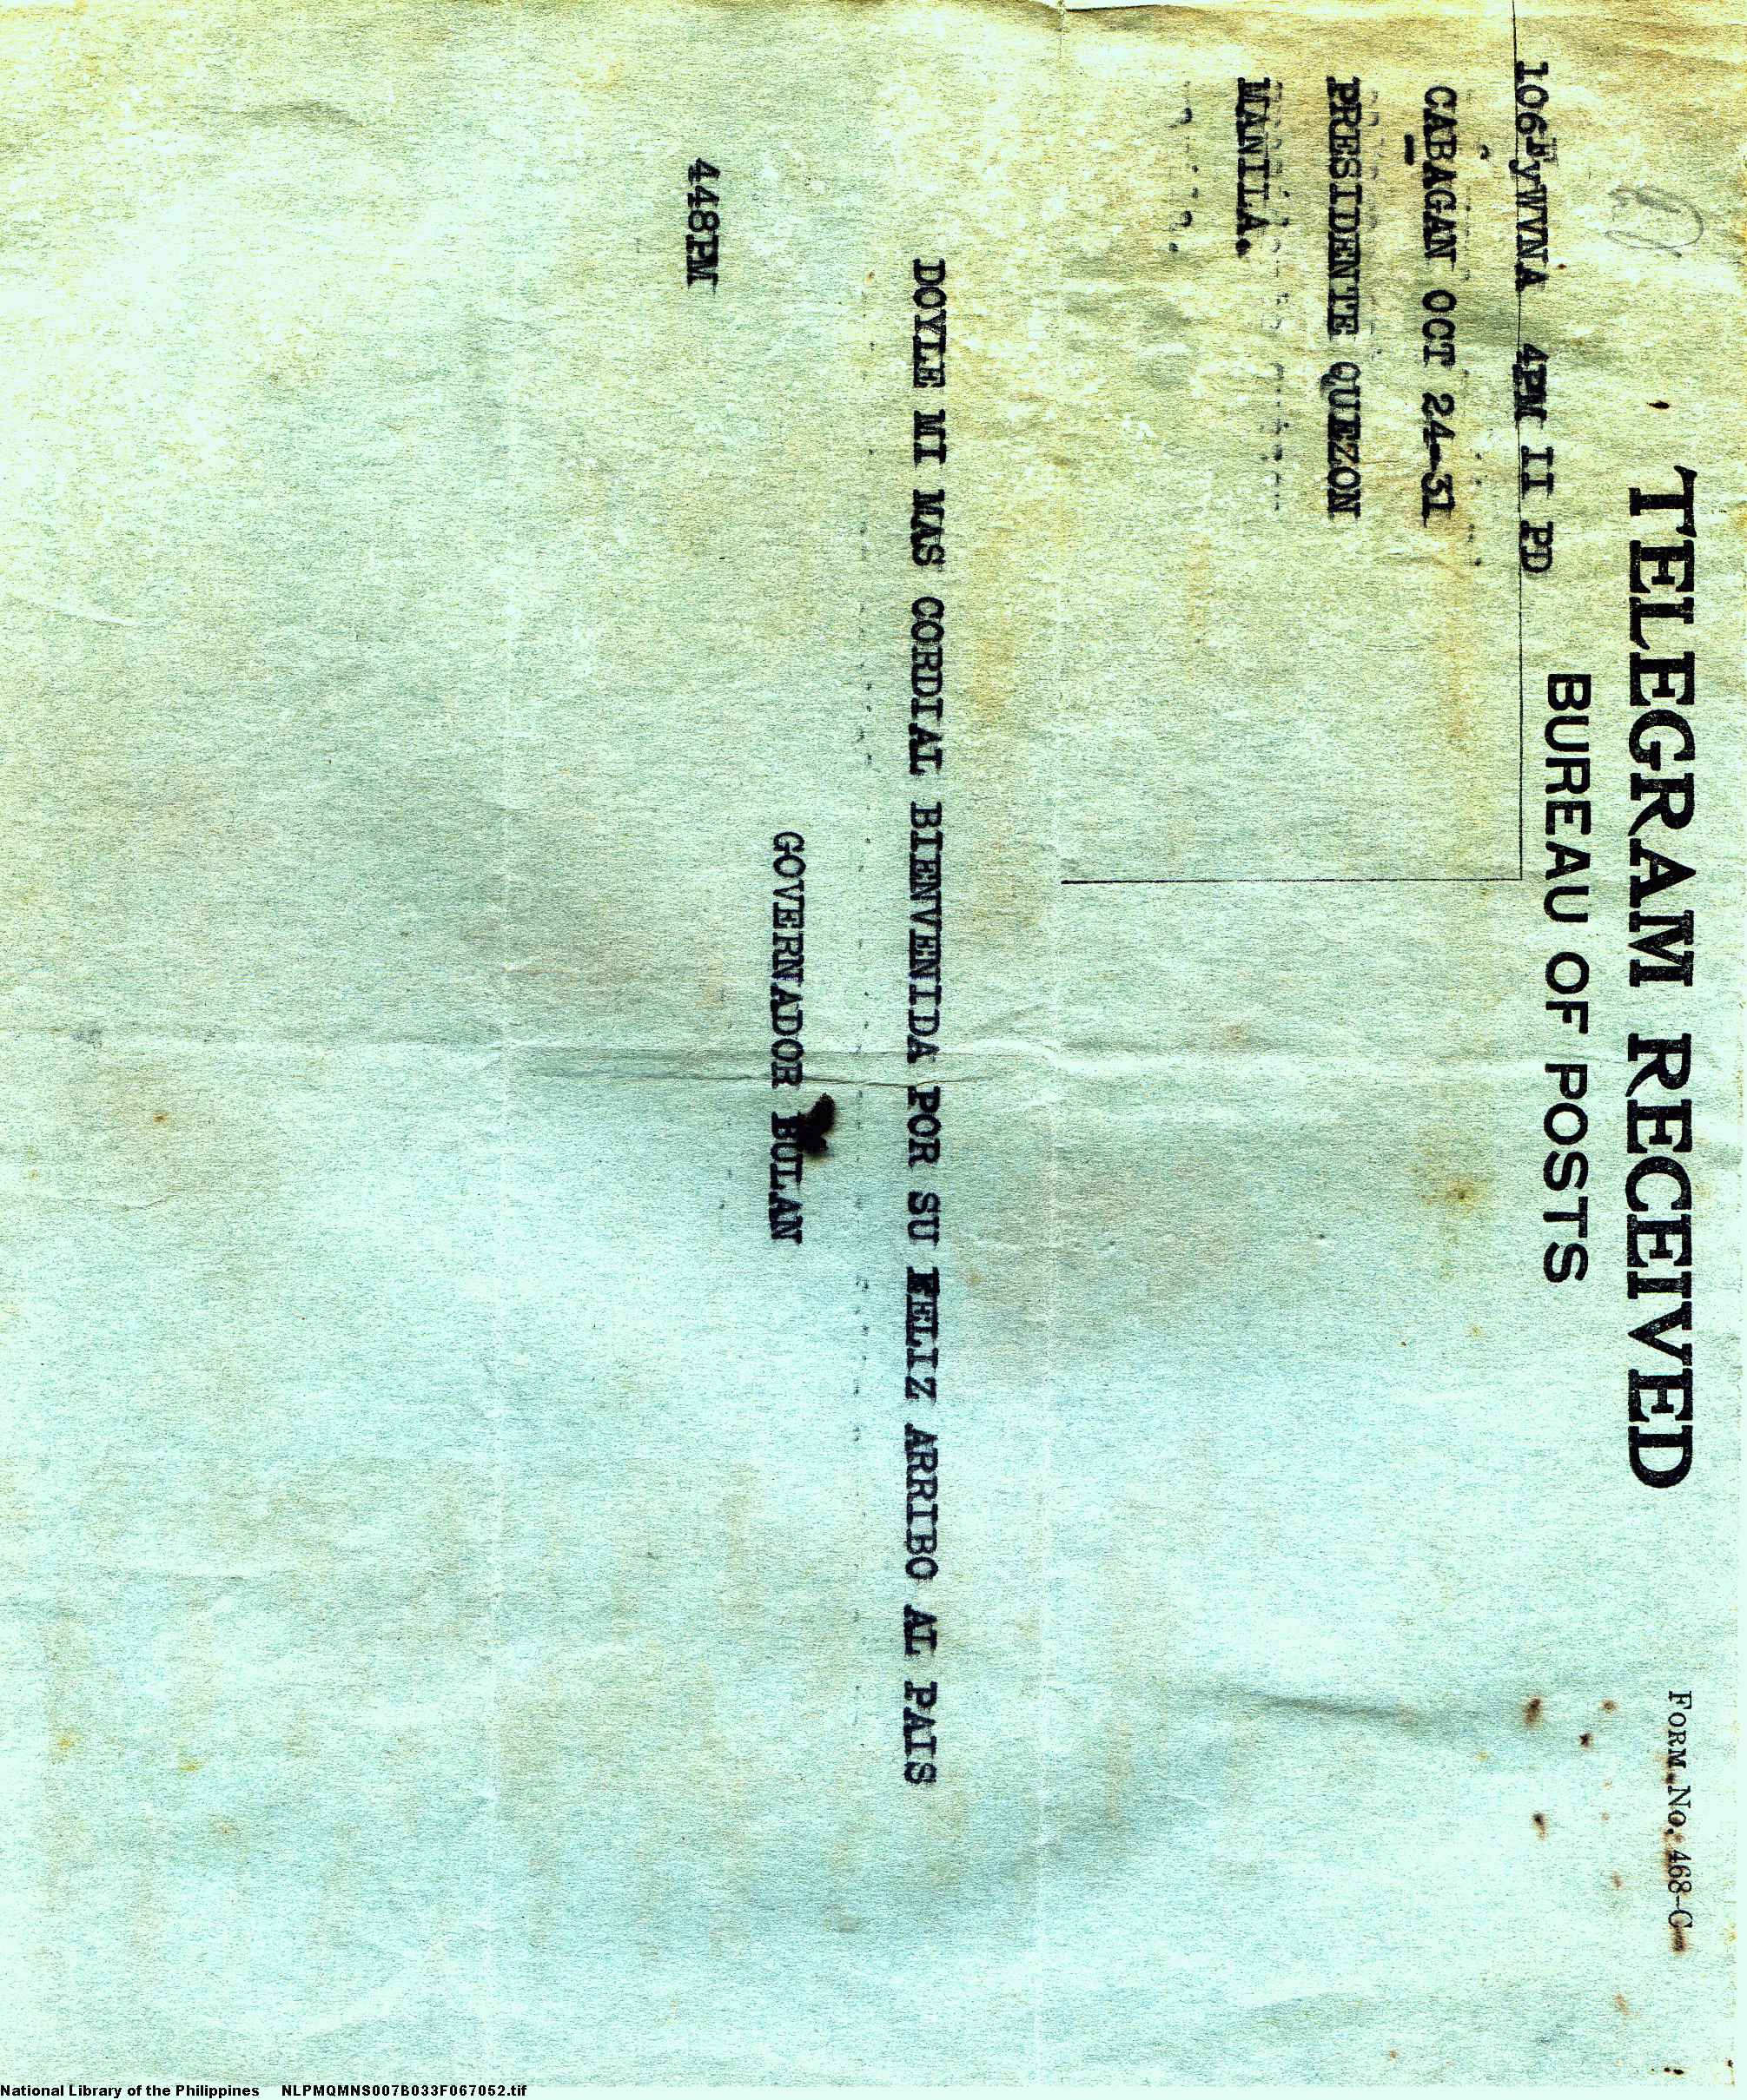 FORM NO. 468-C
TELEGRAM RECEIVED
BUREAU OF POSTS
106FyWVNA 4PM II PD
CABAGAN OCT 24-31
PRESIDENTE QUEZON
MANILA.
DOYLE MI MAS CORDIAL BIENVENIDA POR SU FELIZ ARRIBO AL PAIS
GOVERNADOR BULAN
448PM
National Library of the Philippines NLPMQMNS007B033F067052.tif